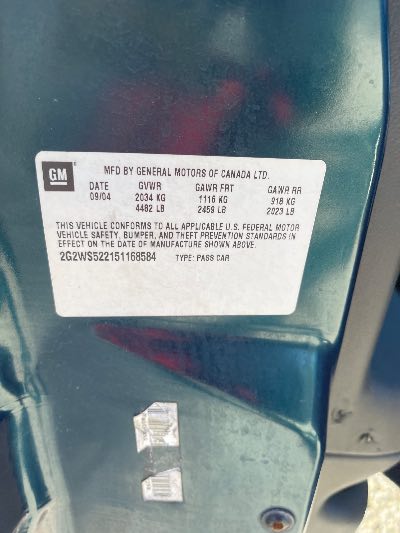 GM
MFD BY GENERAL MOTORS OF CANADA LTD.
DATE GVWR GAWR FRT GAWR RR
09/04 2034 KG 1116 KG 918 KG
4482 LB 2459 LB 2023 LB
THIS VEHICLE CONFORMS TO ALL APPLICABLE U.S. FEDERAL MOTOR
VEHICLE SAFETY, BUMPER, AND THEFT PREVENTION STANDARDS IN
EFFECT ON THE DATE OF MANUFACTURE SHOWN ABOVE.
2G2WS522151168584 TYPE: PASS CAR